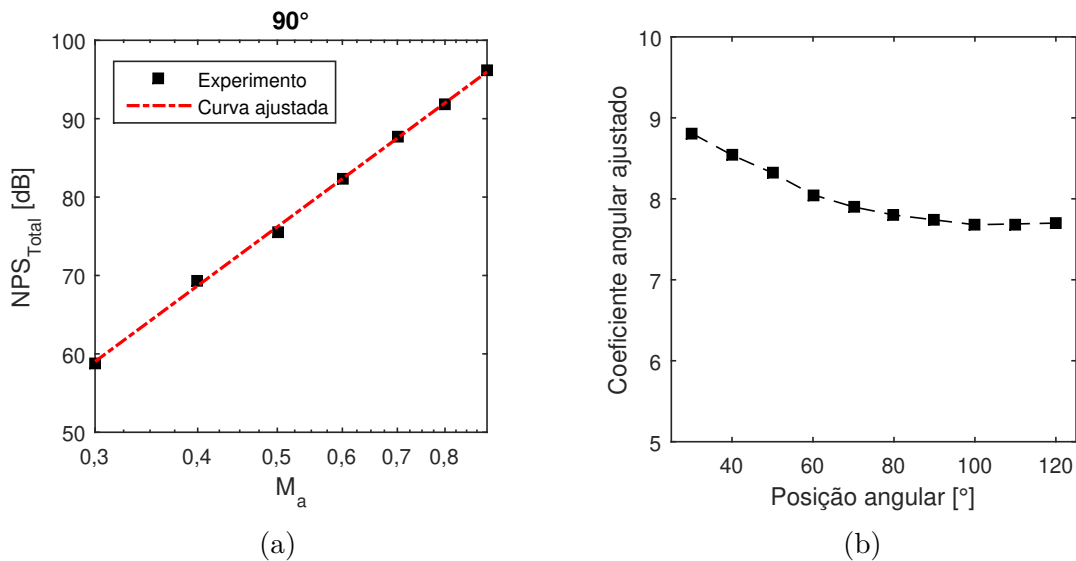 90°
100
90
80
70
60
50
NPS_Total [dB]
Experimento
Curva ajustada
0,3 0,4 0,5 0,6 0,7 0,8
M_a
(a)
10
9
8
7
6
5
Coeficiente angular ajustado
40 60 80 100 120
Posição angular [°]
(b)